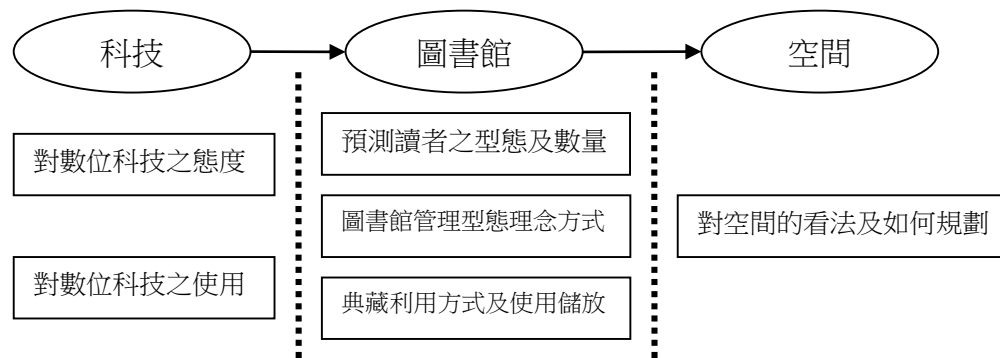 科技
圖書館
空間
對數位科技之態度
對數位科技之使用
預測讀者之型態及數量
圖書館管理型態理念方式
典藏利用方式及使用儲放
對空間的看法及如何規劃